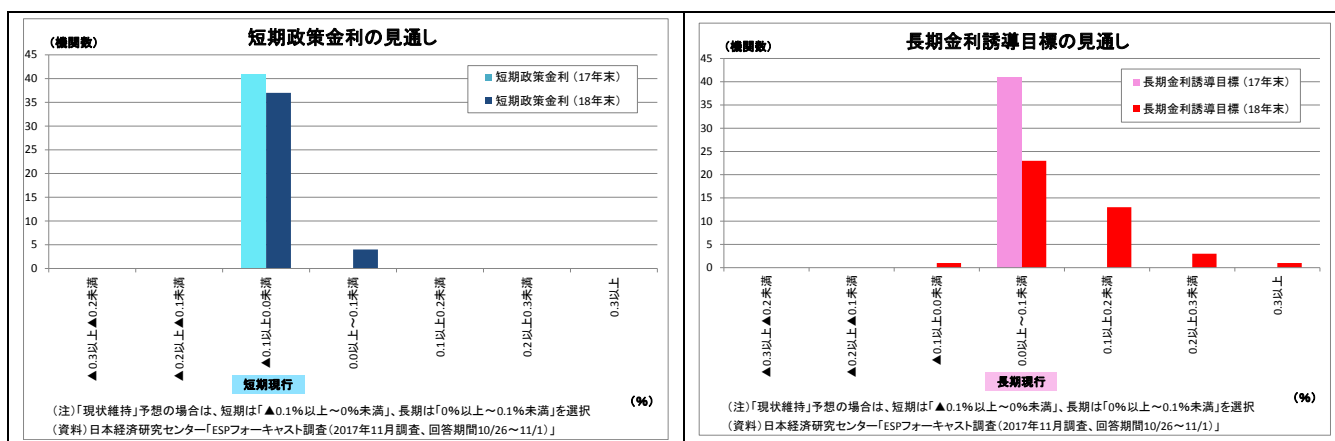 短期政策金利の見通し
(機関数)
45
40
35
30
25
20
15
10
5
0
短期政策金利（17年末）
短期政策金利（18年末）
▲0.3以上▲0.2未満
▲0.2以上▲0.1未満
▲0.1以上0.0未満
0.0以上～0.1未満
0.1以上0.2未満
0.2以上0.3未満
0.3以上
短期現行
(%)
(注)「現状維持」予想の場合は、短期は「▲0.1%以上～0%未満」、長期は「0%以上～0.1%未満」を選択
(資料)日本経済研究センター「ESPフォーキャスト調査(2017年11月調査、回答期間10/26～11/1)」
長期金利誘導目標の見通し
(機関数)
45
40
35
30
25
20
15
10
5
0
長期金利誘導目標（17年末）
長期金利誘導目標（18年末）
▲0.3以上▲0.2未満
▲0.2以上▲0.1未満
▲0.1以上0.0未満
0.0以上～0.1未満
0.1以上0.2未満
0.2以上0.3未満
0.3以上
長期現行
(%)
(注)「現状維持」予想の場合は、短期は「▲0.1%以上～0%未満」、長期は「0%以上～0.1%未満」を選択
(資料)日本経済研究センター「ESPフォーキャスト調査(2017年11月調査、回答期間10/26～11/1)」